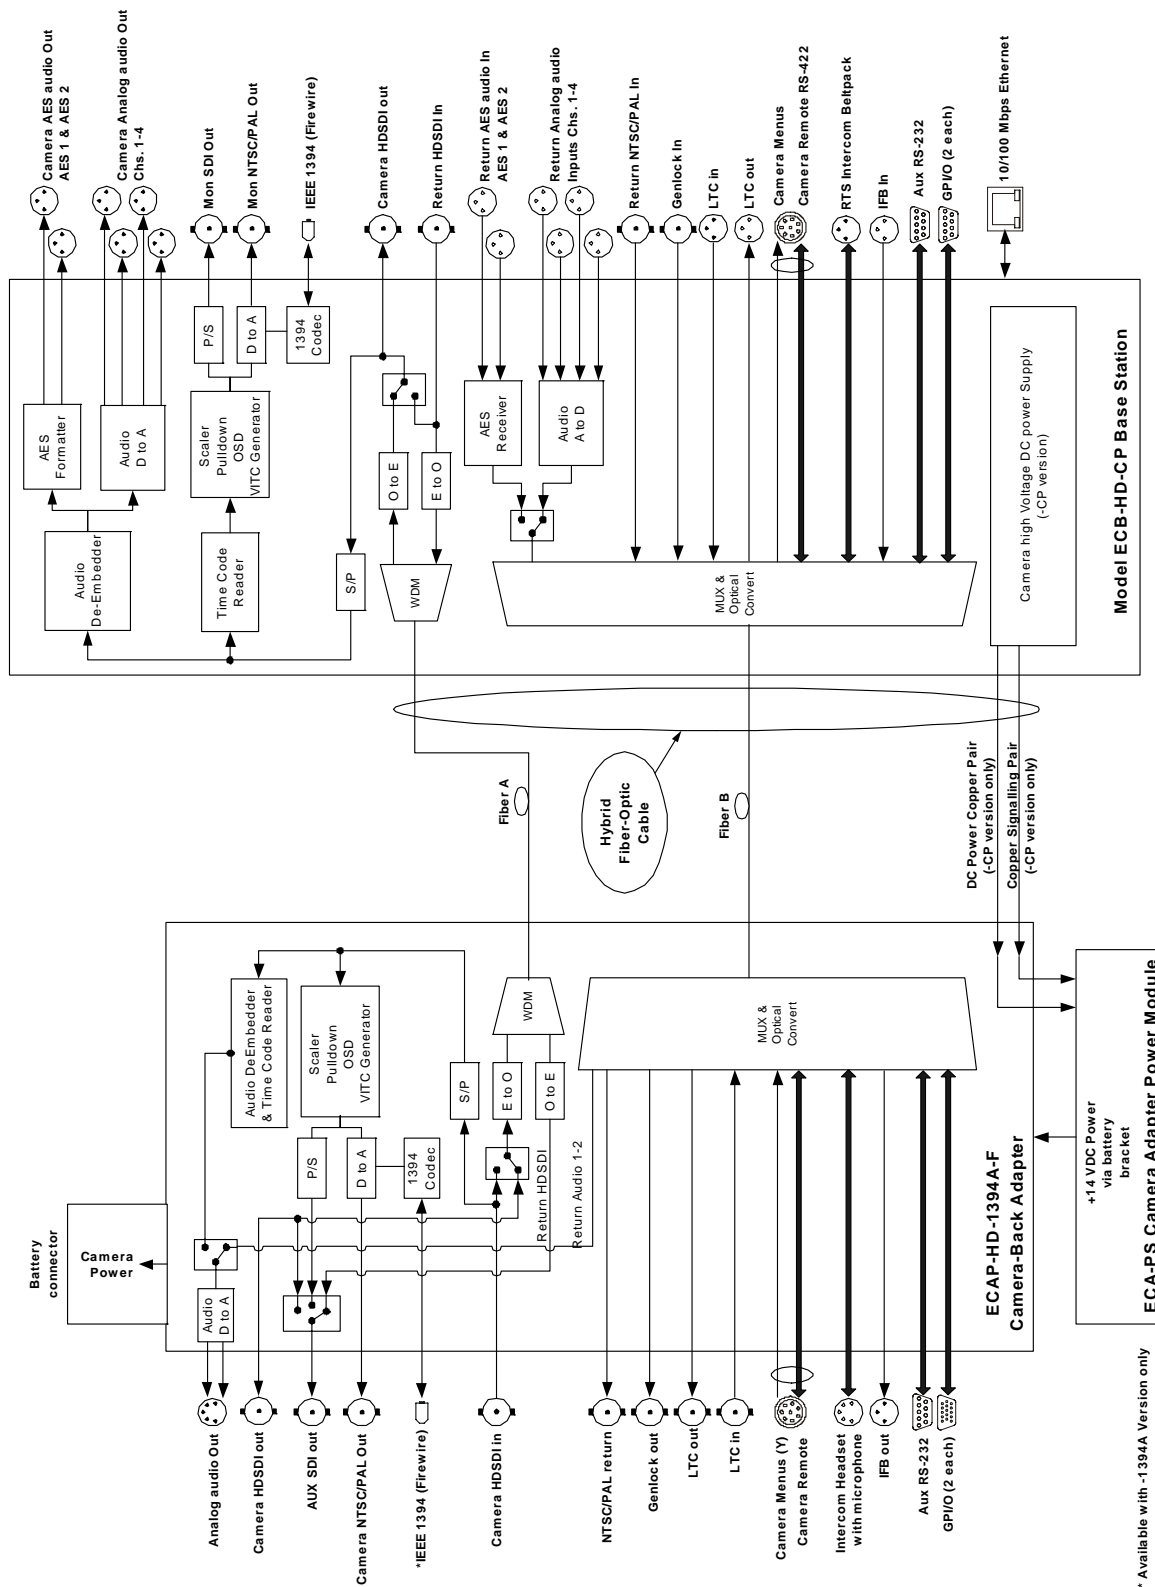 Camera AES audio Out
AES 1 & AES 2
Camera Analog audio Out
Chs. 1-4
Mon SDI Out
Mon NTSC/PAL Out
IEEE 1394 (Firewire)
Camera HDSDI out
Return HDSDI In
Return AES audio In
AES 1 & AES 2
Return Analog audio
Inputs Chs. 1-4
Return NTSC/PAL In
Genlock In
LTC in
LTC out
Camera Menus
Camera Remote RS-422
RTS Intercom Beltpack
IFB In
Aux RS-232
GPI/O (2 each)
10/100 Mbps Ethernet
AES
Formatter
Audio
D to A
P/S
D to A
1394
Codec
Scaler
Pulldown
OSD
VITC Generator
Audio
De-Embedder
Time Code
Reader
S/P
O to E
E to O
WDM
AES
Receiver
Audio
A to D
MUX &
Optical
Convert
Camera high Voltage DC power Supply
(-CP version)
Model ECB-HD-CP Base Station
Fiber A
Hybrid
Fiber-Optic
Cable
Fiber B
DC Power Copper Pair
(-CP version only)
Copper Signalling Pair
(-CP version only)
Battery
connector
Camera
Power
Audio DeEmbedder
& Time Code Reader
Scaler
Pulldown
OSD
VITC Generator
P/S
D to A
1394
Codec
S/P
E to O
O to E
WDM
Return HDSDI
Return Audio 1-2
Audio
D to A
MUX &
Optical
Convert
ECAP-HD-1394A-F
Camera-Back Adapter
+14 VDC Power
via battery
bracket
ECA-PS Camera Adapter Power Module
Analog audio Out
Camera HDSDI out
AUX SDI out
Camera NTSC/PAL Out
*IEEE 1394 (Firewire)
Camera HDSDI in
NTSC/PAL return
Genlock out
LTC out
LTC in
Camera Menus (Y)
Camera Remote
Intercom Headset
with microphone
IFB out
Aux RS-232
GPI/O (2 each)
* Available with -1394A Version only